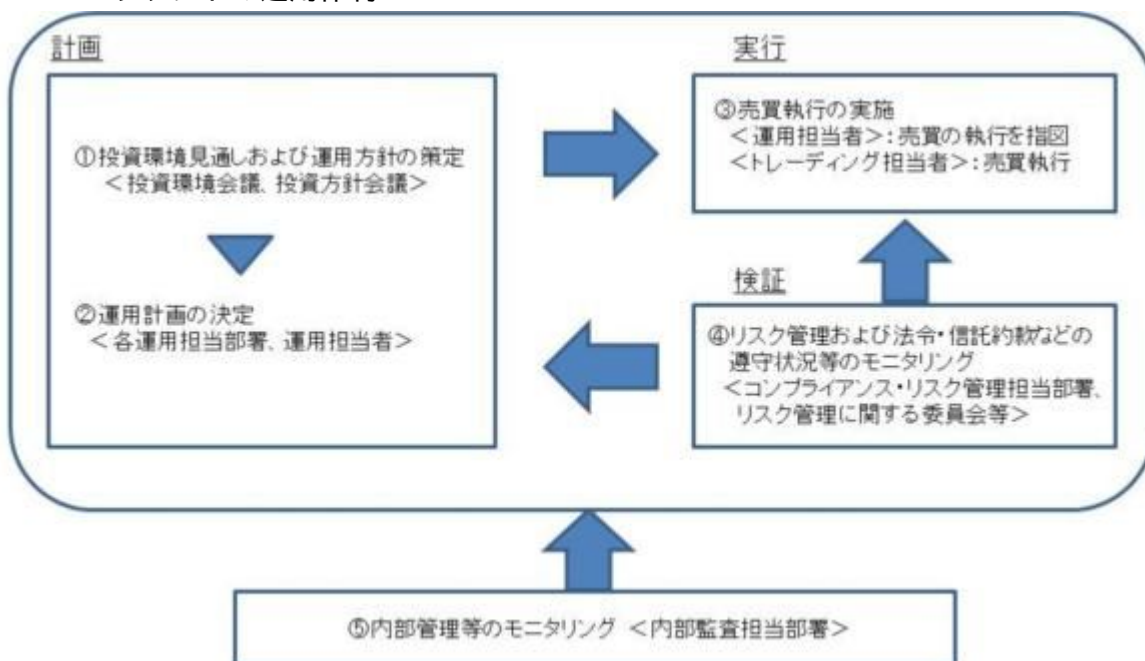 計画
①投資環境見通しおよび運用方針の策定
＜投資環境会議、投資方針会議＞
②運用計画の決定
＜各運用担当部署、運用担当者＞
実行
③売買執行の実施
＜運用担当者＞：売買の執行を指図
＜トレーディング担当者＞：売買執行
検証
④リスク管理および法令・信託約款などの
遵守状況等のモニタリング
＜コンプライアンス・リスク管理担当部署、
リスク管理に関する委員会等＞
⑤内部管理等のモニタリング ＜内部監査担当部署＞